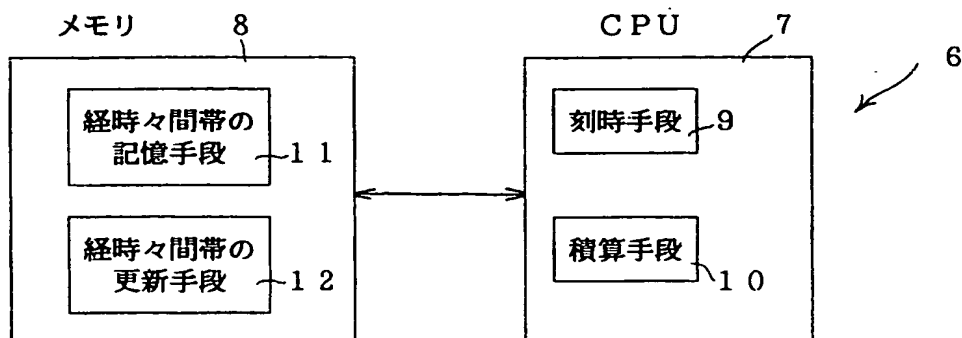 メモリ
8
経時々間帯の
記憶手段
11
経時々間帯の
更新手段
12
CPU
7
6
刻時手段
9
積算手段
10